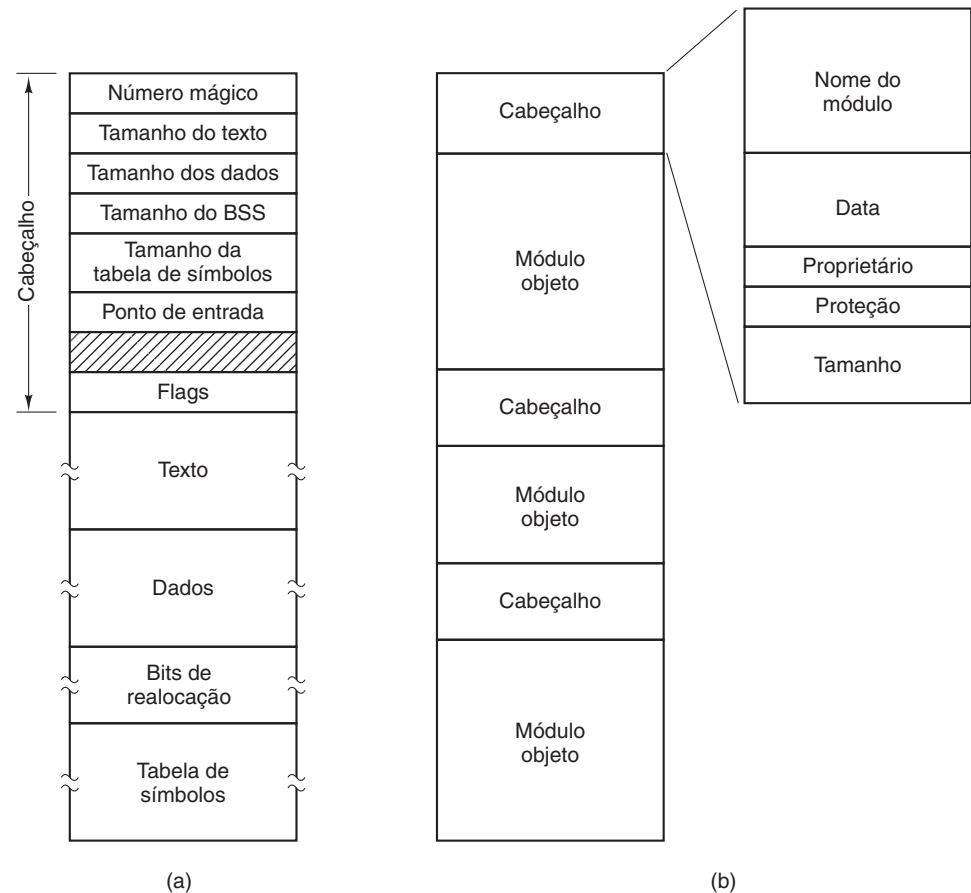 Cabeçalho
Número mágico
Tamanho do texto
Tamanho dos dados
Tamanho do BSS
Tamanho da
tabela de símbolos
Ponto de entrada
Flags
Texto
Dados
Bits de
realocação
Tabela de
símbolos
(a)
Cabeçalho
Módulo
objeto
Cabeçalho
Módulo
objeto
Cabeçalho
Módulo
objeto
Nome do
módulo
Data
Proprietário
Proteção
Tamanho
(b)